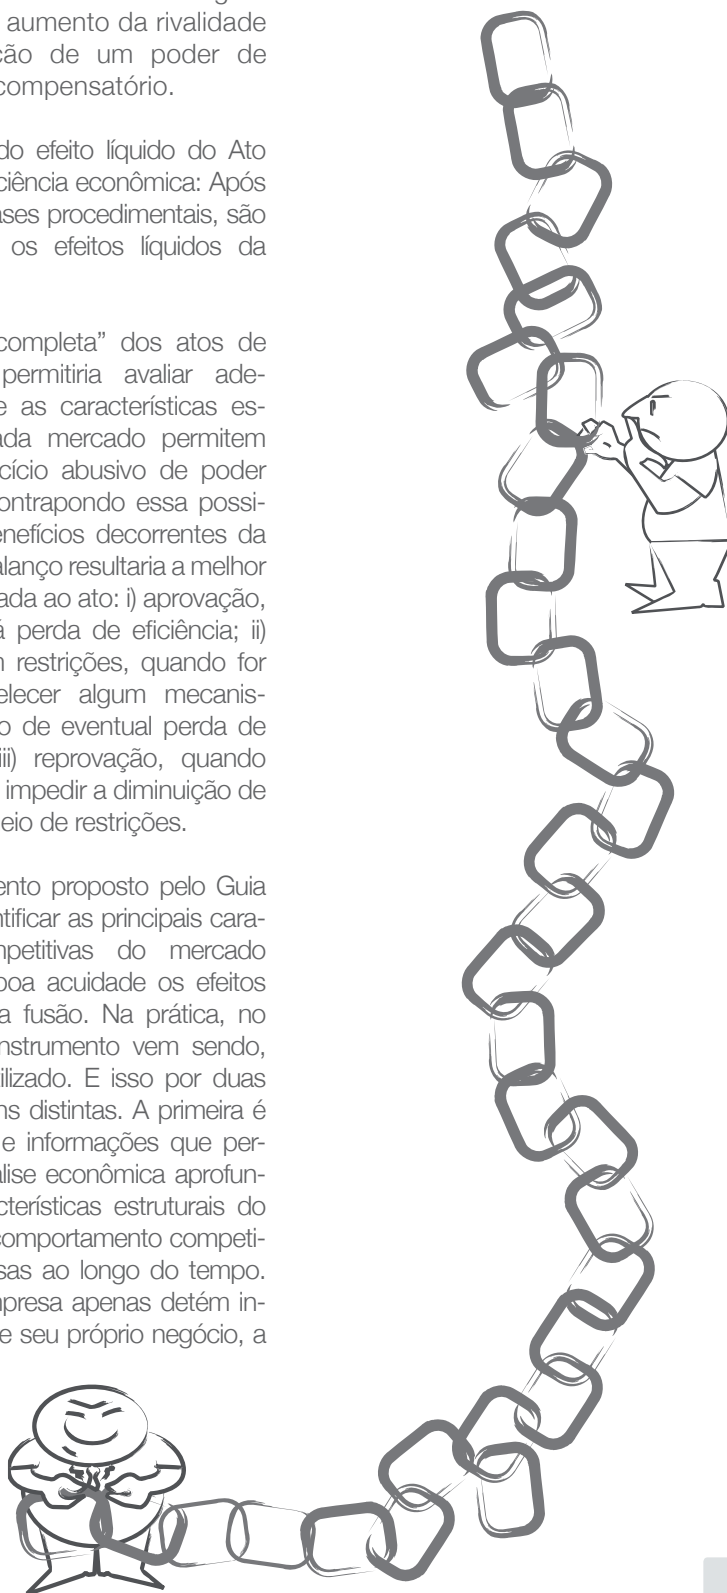 aumento da rivalidade
ção de um poder de
compensatório.
do efeito líquido do Ato
ciência econômica: Após
ases procedimentais, são
os efeitos líquidos da
completa” dos atos de
permitiria avaliar ade-
e as características es-
ada mercado permitem
cício abusivo de poder
ontrapondo essa possi-
enefícios decorrentes da
alanço resultaria a melhor
ada ao ato: i) aprovação,
á perda de eficiência; ii)
restrições, quando for
elecer algum mecanis-
o de eventual perda de
iii) reprovação, quando
impedir a diminuição de
eio de restrições.
ento proposto pelo Guia
ntificar as principais cara-
mpetitivas do mercado
boa acuidade os efeitos
a fusão. Na prática, no
nstrumento vem sendo,
tilizado. E isso por duas
ns distintas. A primeira é
e informações que per-
álise econômica aprofun-
cterísticas estruturais do
comportamento competi-
sas ao longo do tempo.
mpresa apenas detém in-
e seu próprio negócio, a